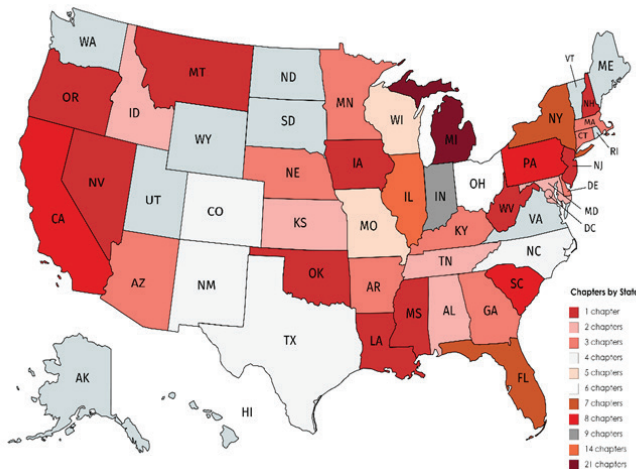 WA
MT
ND
MN
VT
ME
OR
ID
SD
WI
MI
NY
NH
MA
CT
RI
WY
NE
IA
PA
NJ
NV
UT
CO
IL
IN
OH
DE
MD
DC
CA
KS
MO
WV
VA
KY
AZ
NM
OK
AR
TN
NC
SC
TX
LA
MS
AL
GA
FL
AK
HI
Chapters by State
1 chapter
2 chapters
3 chapters
4 chapters
5 chapters
6 chapters
7 chapters
8 chapters
9 chapters
14 chapters
21 chapters